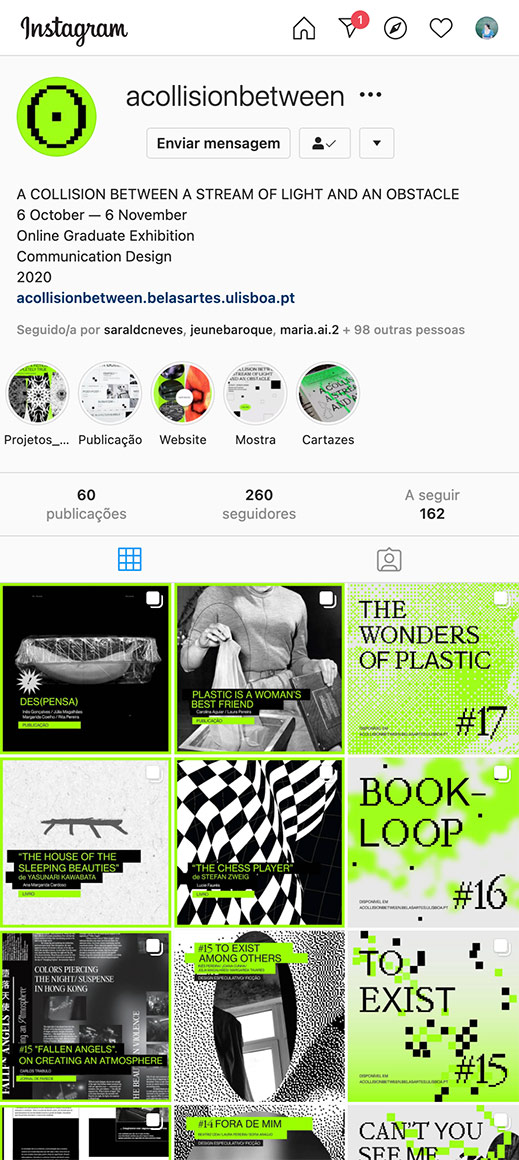 Instagram
1
acollisionbetween
Enviar mensagem
A COLLISION BETWEEN A STREAM OF LIGHT AND AN OBSTACLE
6 October — 6 November
Online Graduate Exhibition
Communication Design
2020
acollisionbetween.belasartes.ulisboa.pt
Seguido/a por saraldcneves, jeunebaroque, maria.ai.2 + 98 outras pessoas
Projetos_... Publicação Website Mostra Cartazes
60 260 A seguir
publicações seguidores 162
DES(PENSA)
Inês Gonçalves / Júlia Magalhães
Margarida Coelho / Rita Pereira
PUBLICAÇÃO
PLASTIC IS A WOMAN'S
BEST FRIEND
Carolina Aguiar / Laura Pereira
PUBLICAÇÃO
THE
WONDERS
OF PLASTIC
#17
DISPONÍVEL EM
ACOLLISIONBETWEEN.BELASARTES.ULISBOA.PT
"THE HOUSE OF THE
SLEEPING BEAUTIES"
de YASUNARI KAWABATA
Ana Margarida Cardoso
LIVRO
"THE CHESS PLAYER"
de STEFAN ZWEIG
LIVRO
BOOK-
LOOP
#16
DISPONÍVEL EM
ACOLLISIONBETWEEN.BELASARTES.ULISBOA.PT
COLORS PIERCING
THE NIGHT/ SUSPENSE
IN HONG KONG
#15 "FALLEN ANGELS".
ON CREATING AN ATMOSPHERE
CARLOS TRABULO
JORNAL DE PAREDE
#15 TO EXIST
AMONG OTHERS
DESIGN ESPECULATIVO/ FICÇÃO
TO
EXIST
#15
DISPONÍVEL EM
ACOLLISIONBETWEEN.BELASARTES.ULISBOA.PT
#14 FORA DE MIM
DESIGN ESPECULATIVO/ FICÇÃO
CAN'T YOU
SEE ME